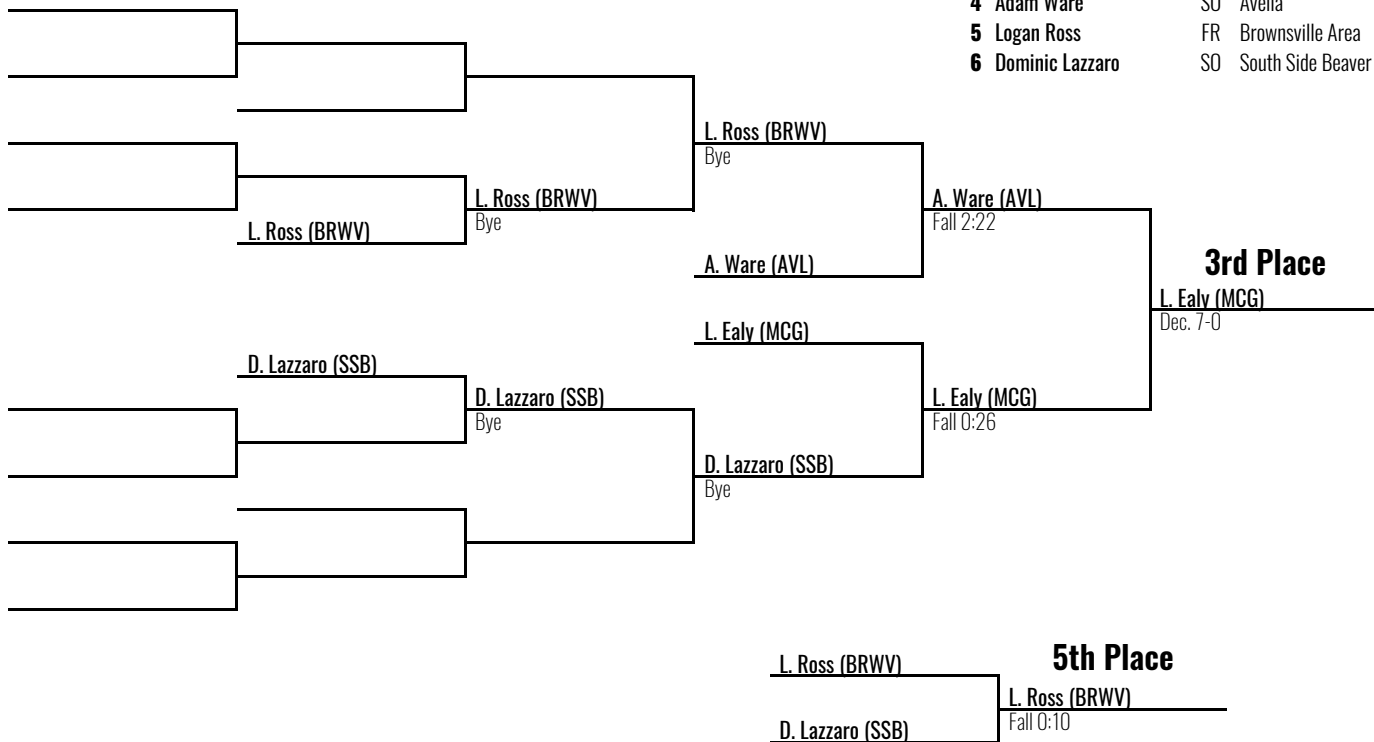 4 Adam Ware SO Avella
5 Logan Ross FR Brownsville Area
6 Dominic Lazzaro SO South Side Beaver
L. Ross (BRWV)
Bye
L. Ross (BRWV)
Bye
A. Ware (AVL)
Fall 2:22
L. Ross (BRWV)
A. Ware (AVL)
3rd Place
L. Ealy (MCG)
Dec. 7-0
L. Ealy (MCG)
D. Lazzaro (SSB)
D. Lazzaro (SSB)
Bye
L. Ealy (MCG)
Fall 0:26
D. Lazzaro (SSB)
Bye
5th Place
L. Ross (BRWV)
L. Ross (BRWV)
Fall 0:10
D. Lazzaro (SSB)